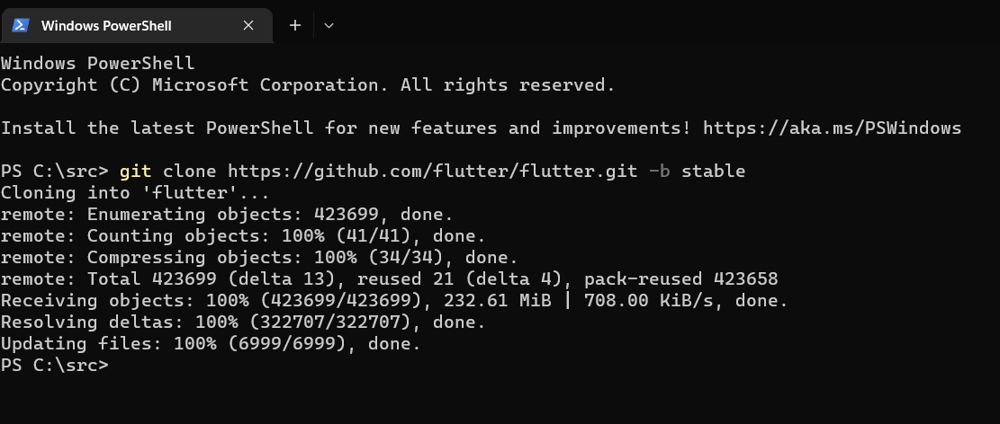 Windows PowerShell
Windows PowerShell
Copyright (C) Microsoft Corporation. All rights reserved.
Install the latest PowerShell for new features and improvements! https://aka.ms/PSWindows
PS C:\src> git clone https://github.com/flutter/flutter.git -b stable
Cloning into 'flutter'...
remote: Enumerating objects: 423699, done.
remote: Counting objects: 100% (41/41), done.
remote: Compressing objects: 100% (34/34), done.
remote: Total 423699 (delta 13), reused 21 (delta 4), pack-reused 423658
Receiving objects: 100% (423699/423699), 232.61 MiB | 708.00 KiB/s, done.
Resolving deltas: 100% (322707/322707), done.
Updating files: 100% (6999/6999), done.
PS C:\src>